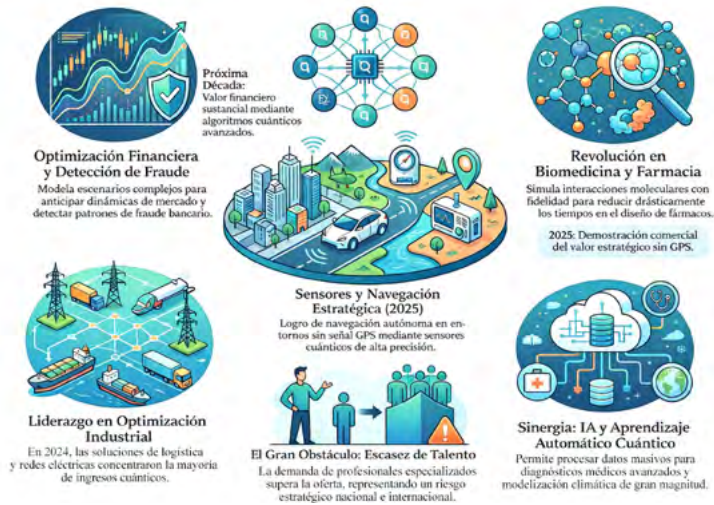 Próxima
Década:
Valor financiero
sustancial mediante
algoritmos cuánticos
avanzados.
Optimización Financiera
y Detección de Fraude
Modela escenarios complejos para
anticipar dinámicas de mercado y
detectar patrones de fraude bancario.
Revolución en
Biomedicina y Farmacia
Simula interacciones moleculares con
fidelidad para reducir drásticamente
los tiempos en el diseño de fármacos.
2025: Demostración comercial
del valor estratégico sin GPS.
Sensores y Navegación
Estratégica (2025)
Logro de navegación autónoma en en-
tornos sin señal GPS mediante sensores
cuánticos de alta precisión.
Liderazgo en Optimización
Industrial
En 2024, las soluciones de logística
y redes eléctricas concentraron la mayoría
de ingresos cuánticos.
El Gran Obstáculo: Escasez de Talento
La demanda de profesionales especializados
supera la oferta, representando un riesgo
estratégico nacional e internacional.
Sinergia: IA y Aprendizaje
Automático Cuántico
Permite procesar datos masivos para
diagnósticos médicos avanzados y
modelización climática de gran magnitud.